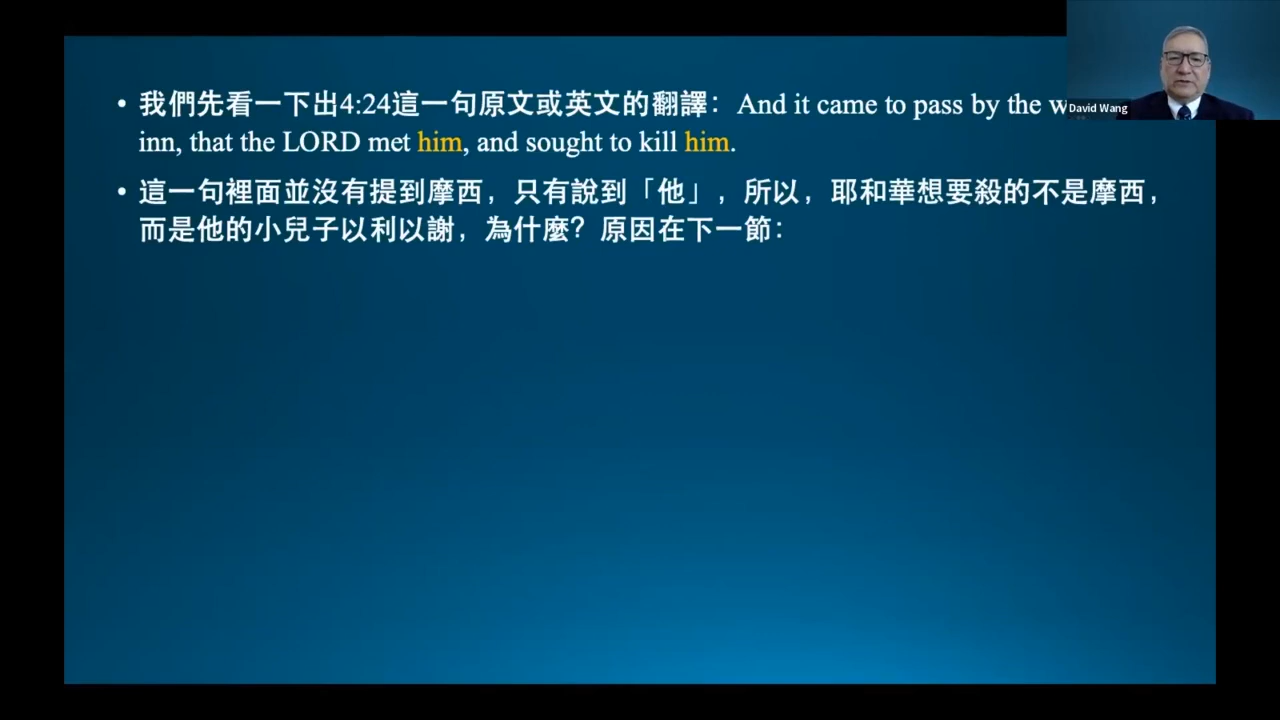 • 我們先看一下出4:24這一句原文或英文的翻譯：And it came to pass by the
inn, that the LORD met him, and sought to kill him.
• 這一句裡面並沒有提到摩西，只有說到「他」，所以，耶和華想要殺的不是摩西，
而是他的小兒子以利以謝，為什麼？原因在下一節：
David Wang